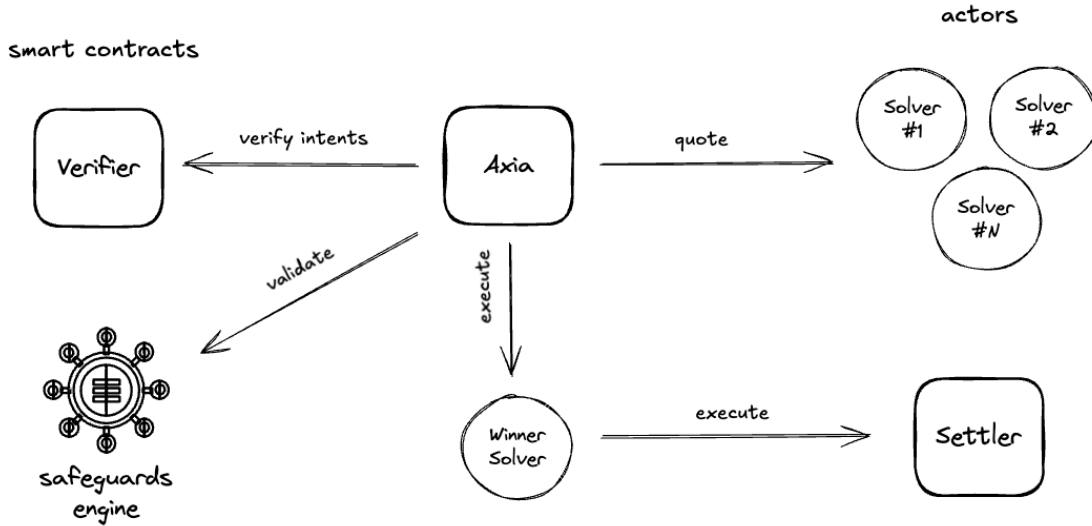 actors
smart contracts
Solver
#1
Solver
#2
verify intents
quote
Verifier
Axia
Solver
#N
validate
execute
execute
Winner
Solver
Settler
safeguards
engine